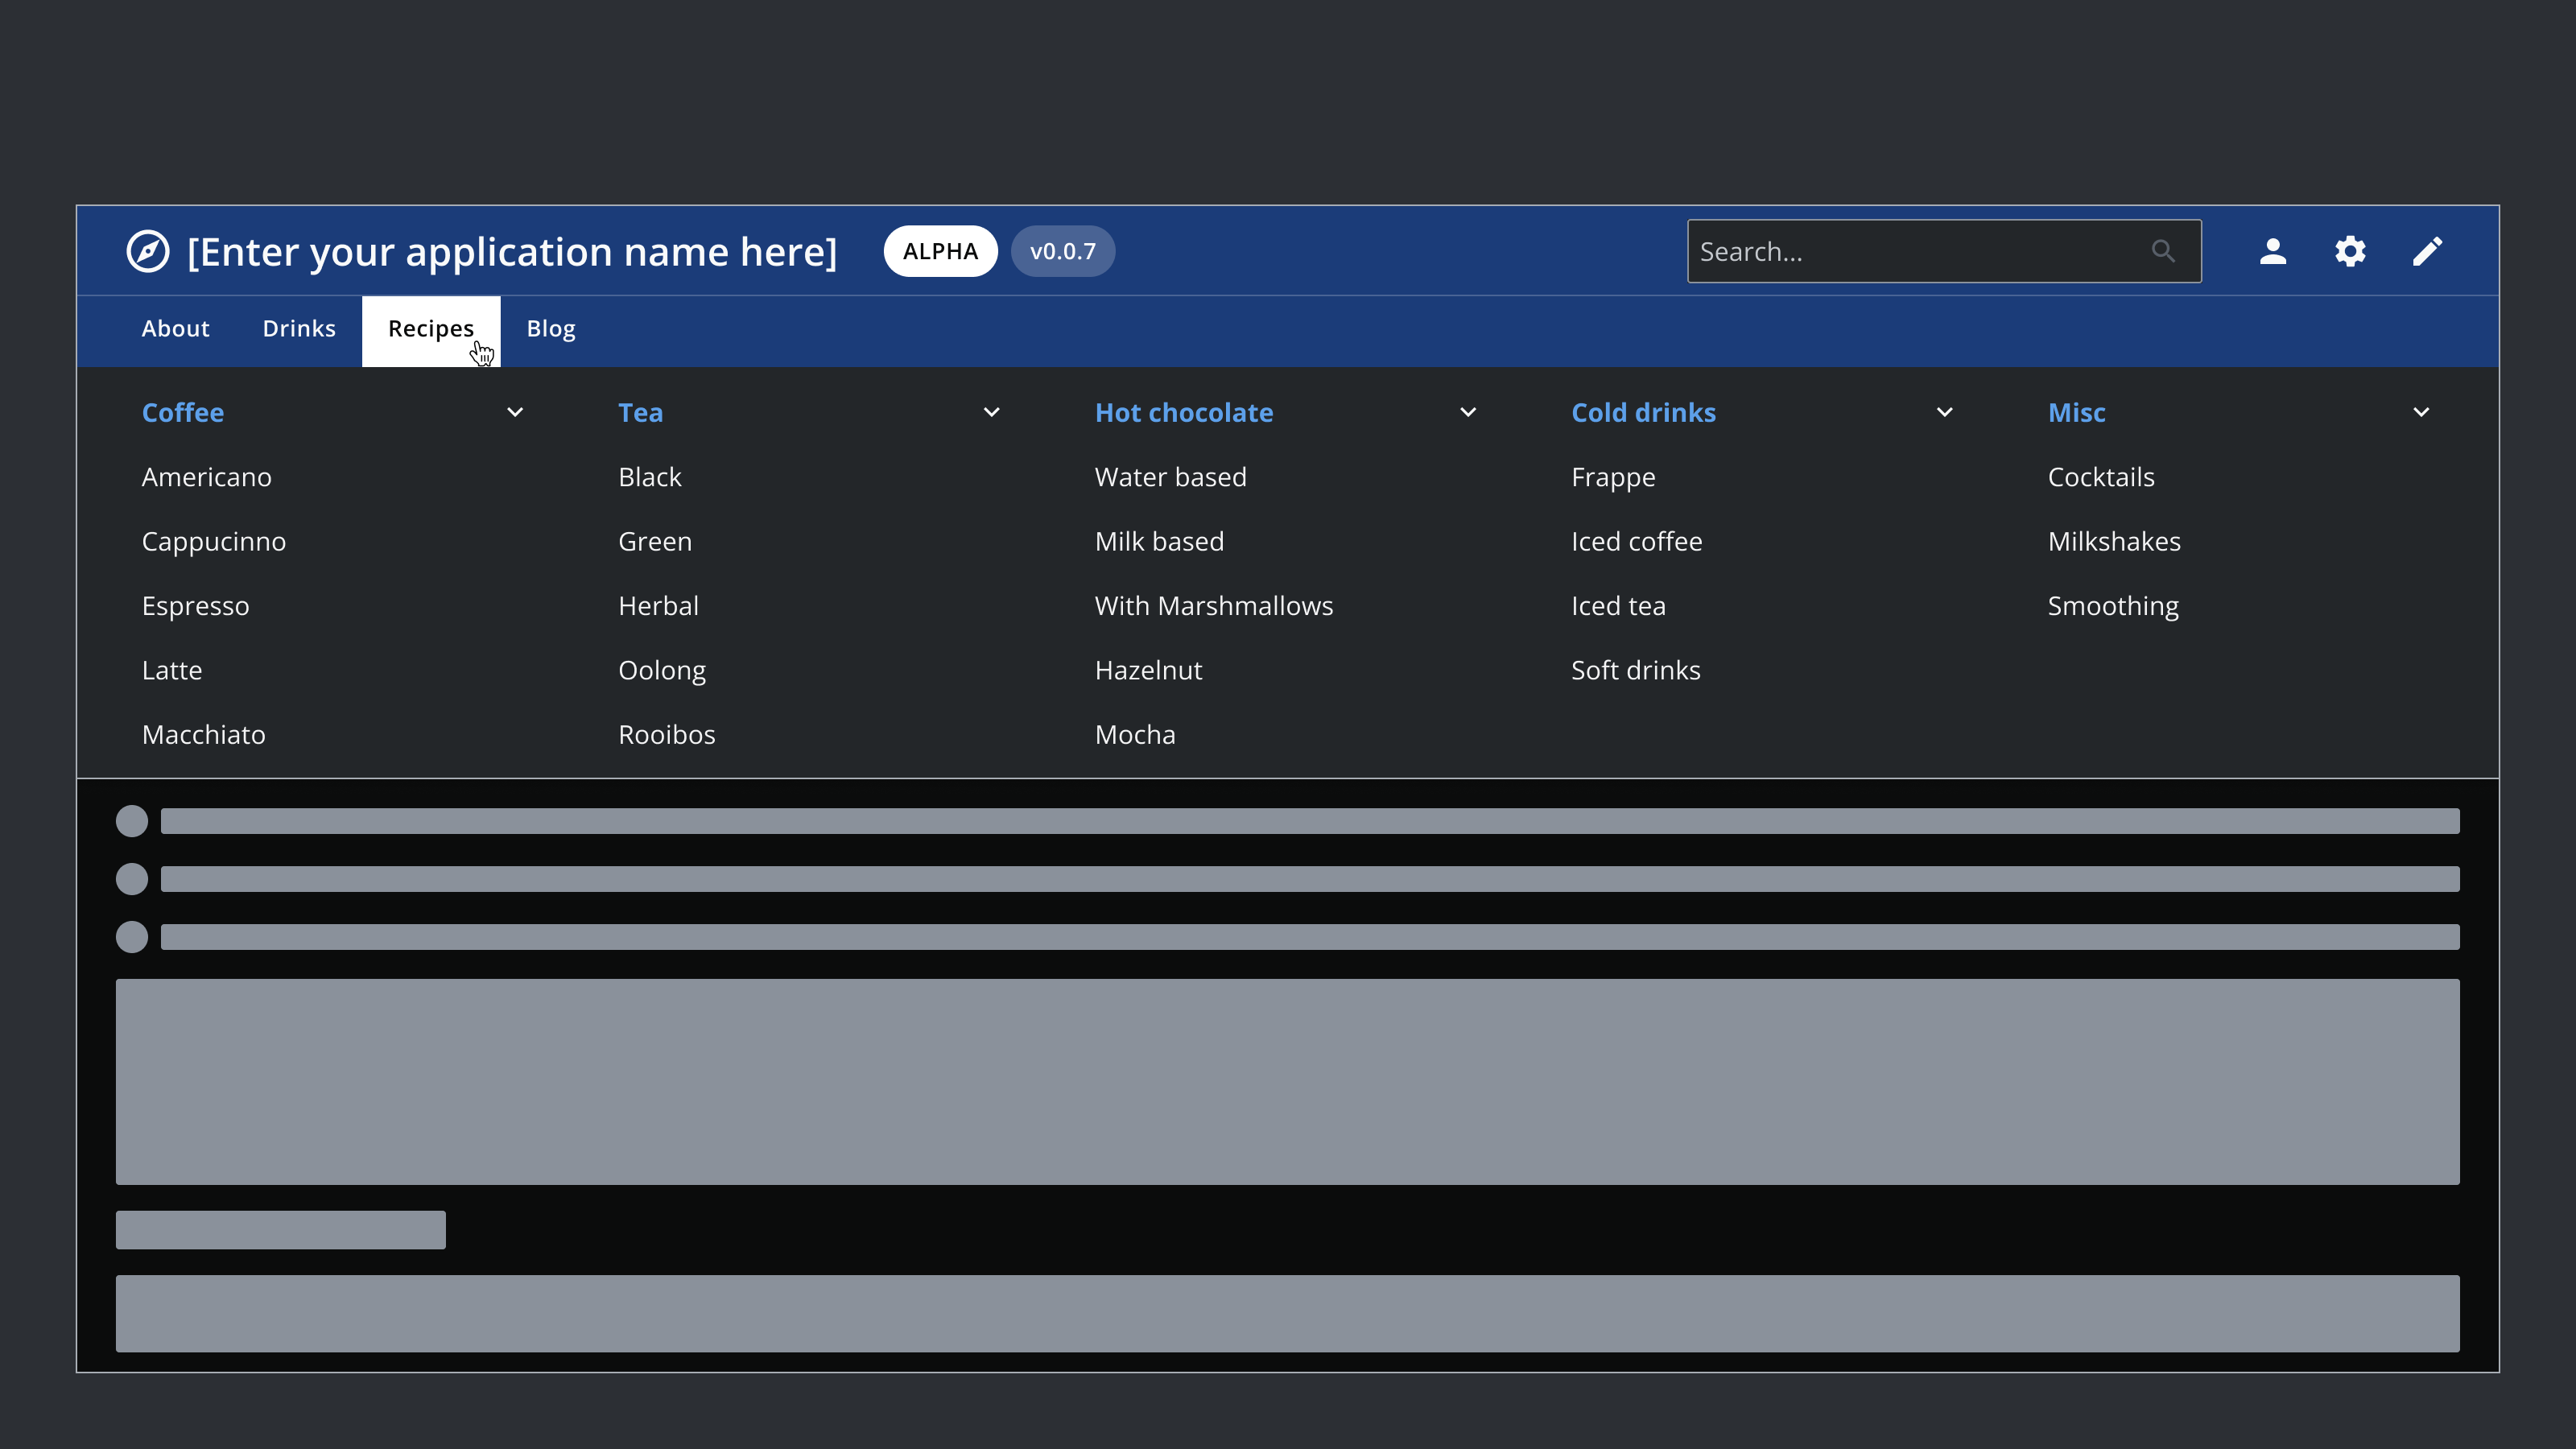 [Enter your application name here] ALPHA v0.0.7 Search...
About Drinks Recipes Blog
Coffee Tea Hot chocolate Cold drinks Misc
Americano Black Water based Frappe Cocktails
Cappucinno Green Milk based Iced coffee Milkshakes
Espresso Herbal With Marshmallows Iced tea Smoothing
Latte Oolong Hazelnut Soft drinks
Macchiato Rooibos Mocha